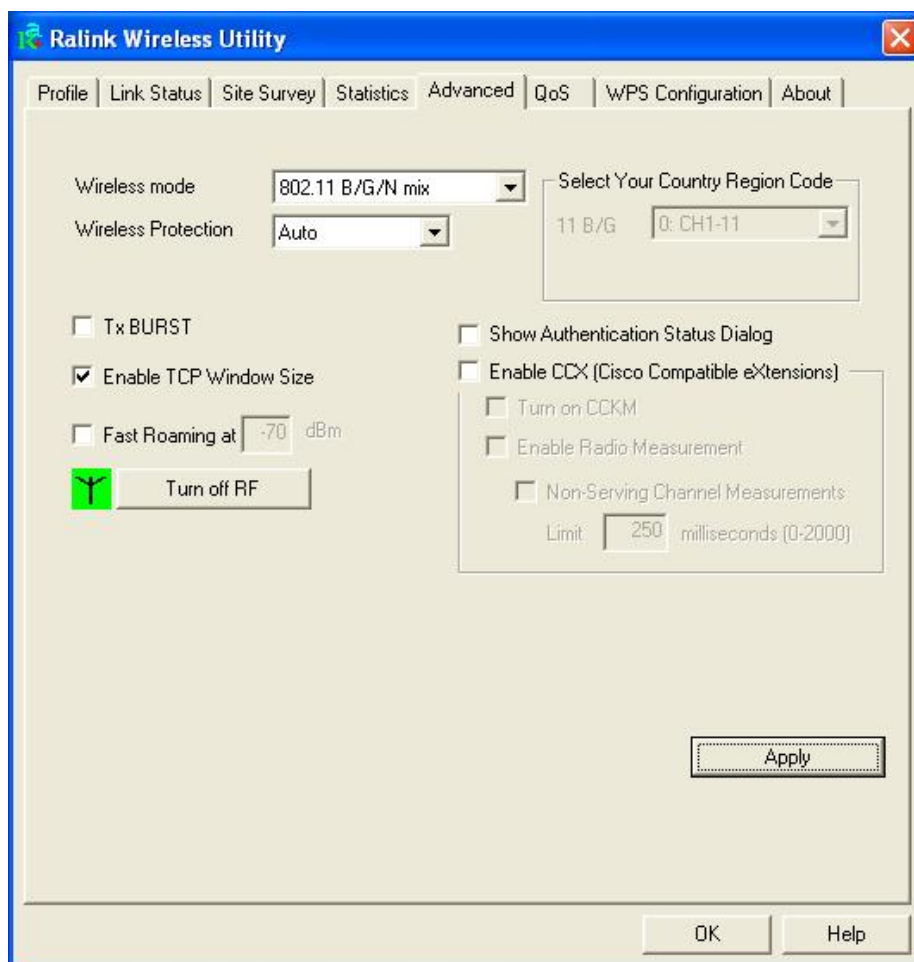 Ralink Wireless Utility
Profile
Link Status
Site Survey
Statistics
Advanced
QoS
WPS Configuration
About
Wireless mode
802.11 B/G/N mix
Wireless Protection
Auto
Select Your Country Region Code
11 B/G
0: CH1-11
Tx BURST
Enable TCP Window Size
Fast Roaming at -70 dBm
Turn off RF
Show Authentication Status Dialog
Enable CCX (Cisco Compatible eXtensions)
Turn on CCKM
Enable Radio Measurement
Non-Serving Channel Measurements
Limit 250 milliseconds (0-2000)
Apply
OK
Help